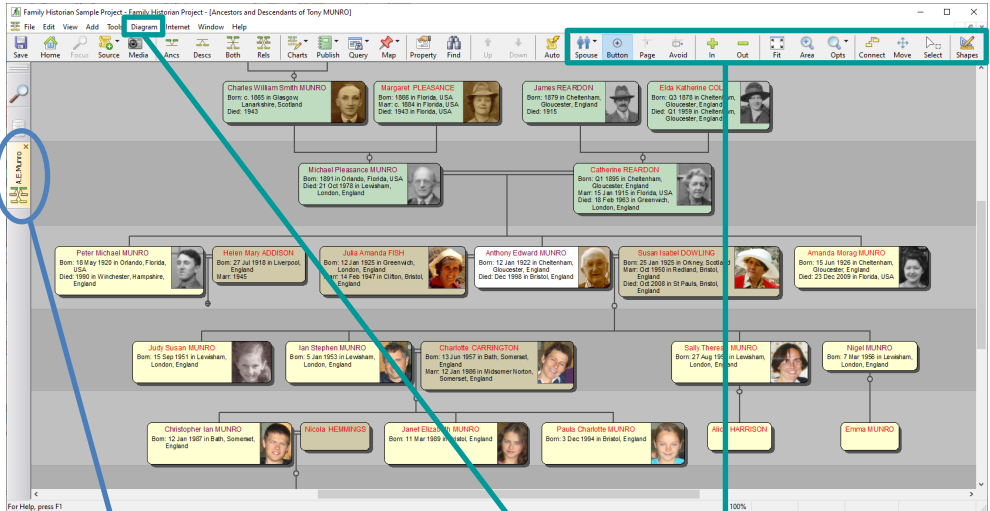 Family Historian Sample Project - Family Historian Project - [Ancestors and Descendants of Tony MUNRO]
File Edit View Add Tools Diagram Internet Window Help
Save Home Focus Source Media Ancs Descs Both Rels Charts Publish Query Map Property Find Up Down Auto Spouse Button Page Avoid In Out Fit Area Opts Connect Move Select Shapes
A.E.Munro
Charles William Smith MUNRO
Born: c. 1865 in Glasgow,
Lanarkshire, Scotland
Died: 1943
Margaret PLEASANCE
Born: 1866 in Florida, USA
Marr: c. 1884 in Florida, USA
Died: 1943 in Florida, USA
James REARDON
Born: 1879 in Cheltenham,
Gloucester, England
Died: 1915
Elda Katherine COL
Born: Q3 1878 in Cheltenham,
Gloucester, England
Died: Q1 1959 in Cheltenham,
Gloucester, England
Michael Pleasance MUNRO
Born: 1891 in Orlando, Florida, USA
Died: 21 Oct 1978 in Lewisham,
London, England
Catherine REARDON
Born: Q1 1895 in Cheltenham,
Gloucester, England
Marr: 15 Jan 1915 in Florida, USA
Died: 18 Feb 1963 in Greenwich,
London, England
Peter Michael MUNRO
Born: 18 May 1920 in Orlando, Florida,
USA
Died: 1990 in Winchester, Hampshire,
England
Helen Mary ADDISON
Born: 27 Jul 1918 in Liverpool,
England
Marr: 1945
Julia Amanda FISH
Born: 12 Jan 1925 in Greenwich,
London, England
Marr: 14 Feb 1947 in Clifton, Bristol,
England
Anthony Edward MUNRO
Born: 12 Jan 1922 in Cheltenham,
Gloucester, England
Died: Dec 1998 in Bristol, England
Susan Isabel DOWLING
Born: 25 Jan 1925 in Orkney, Scotland
Marr: Oct 1950 in Redland, Bristol,
England
Died: Oct 2008 in St Pauls, Bristol,
England
Amanda Morag MUNRO
Born: 15 Jun 1926 in Cheltenham,
Gloucester, England
Died: 23 Dec 2009 in Florida, USA
Judy Susan MUNRO
Born: 15 Sep 1951 in Lewisham,
London, England
Ian Stephen MUNRO
Born: 5 Jan 1953 in Lewisham,
London, England
Charlotte CARRINGTON
Born: 13 Jun 1957 in Bath, Somerset,
England
Marr: 12 Jan 1986 in Midsomer Norton,
Somerset, England
Sally Theresa MUNRO
Born: 27 Aug 195 in Lewisham,
London, England
Nigel MUNRO
Born: 7 Mar 1956 in Lewisham,
London, England
Christopher Ian MUNRO
Born: 12 Jan 1987 in Bath, Somerset,
England
Nicola HEMMINGS
Janet Elizabeth MUNRO
Born: 11 Mar 1989 in Bristol, England
Paula Charlotte MUNRO
Born: 3 Dec 1994 in Bristol, England
Alic HARRISON
Emma MUNRO
For Help, press F1
100%